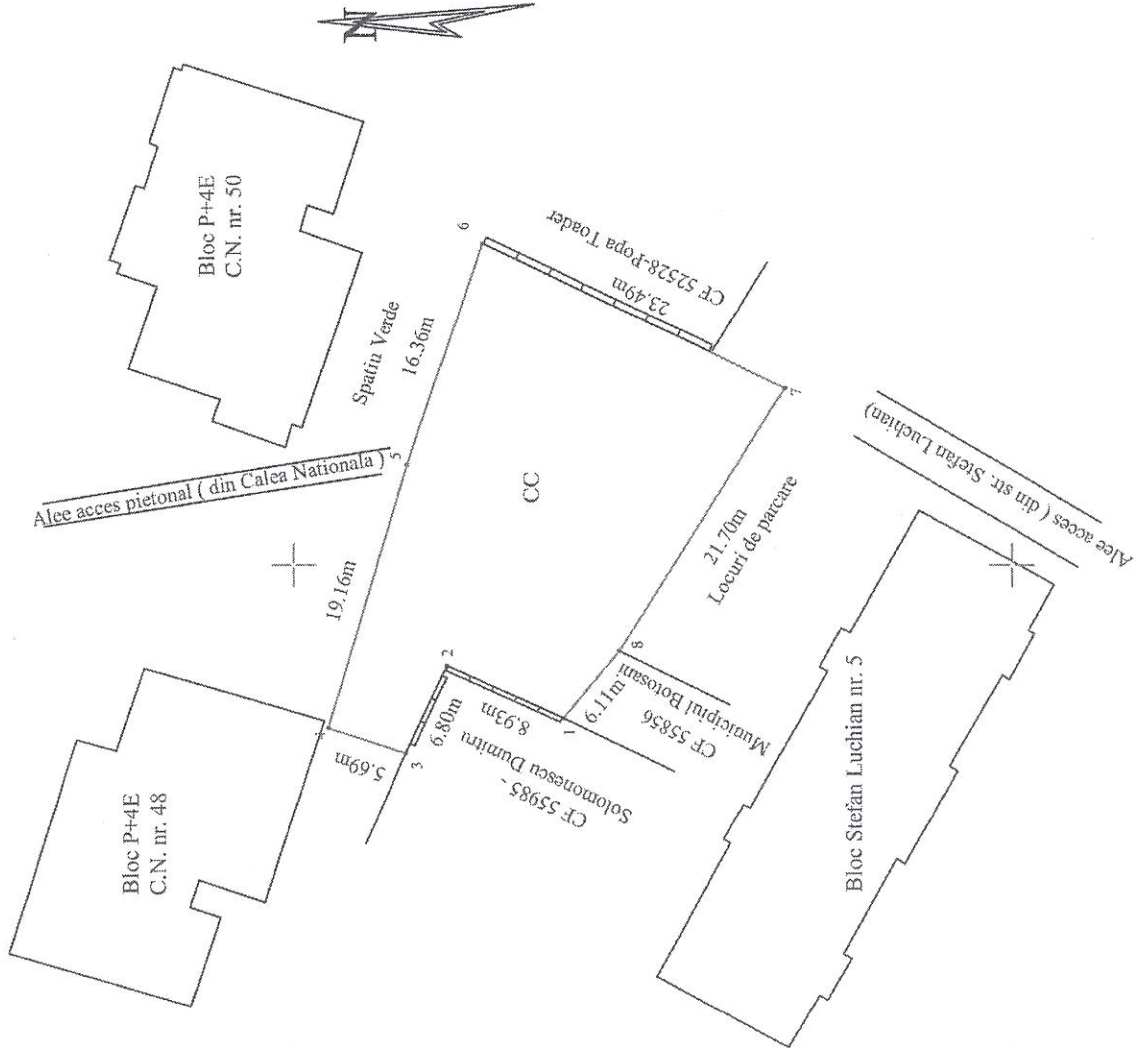 N
Bloc P+4E
C.N. nr. 50
Alee acces pietonal ( din Calea Nationala )
Spatiu Verde
16.36m
6
5
19.16m
CF 52528-Popa Toader
23.49m
Bloc P+4E
C.N. nr. 48
4
5.69m
3
6.80m
2
8.93m
CF 55985 -
Solomonescu Dumitru
1
6.11m
8
CF 55856
Municipiul Botosani
CC
21.70m
Locuri de parcare
7
Alee acces ( din str. Stefan Luchian)
Bloc Stefan Luchian nr. 5